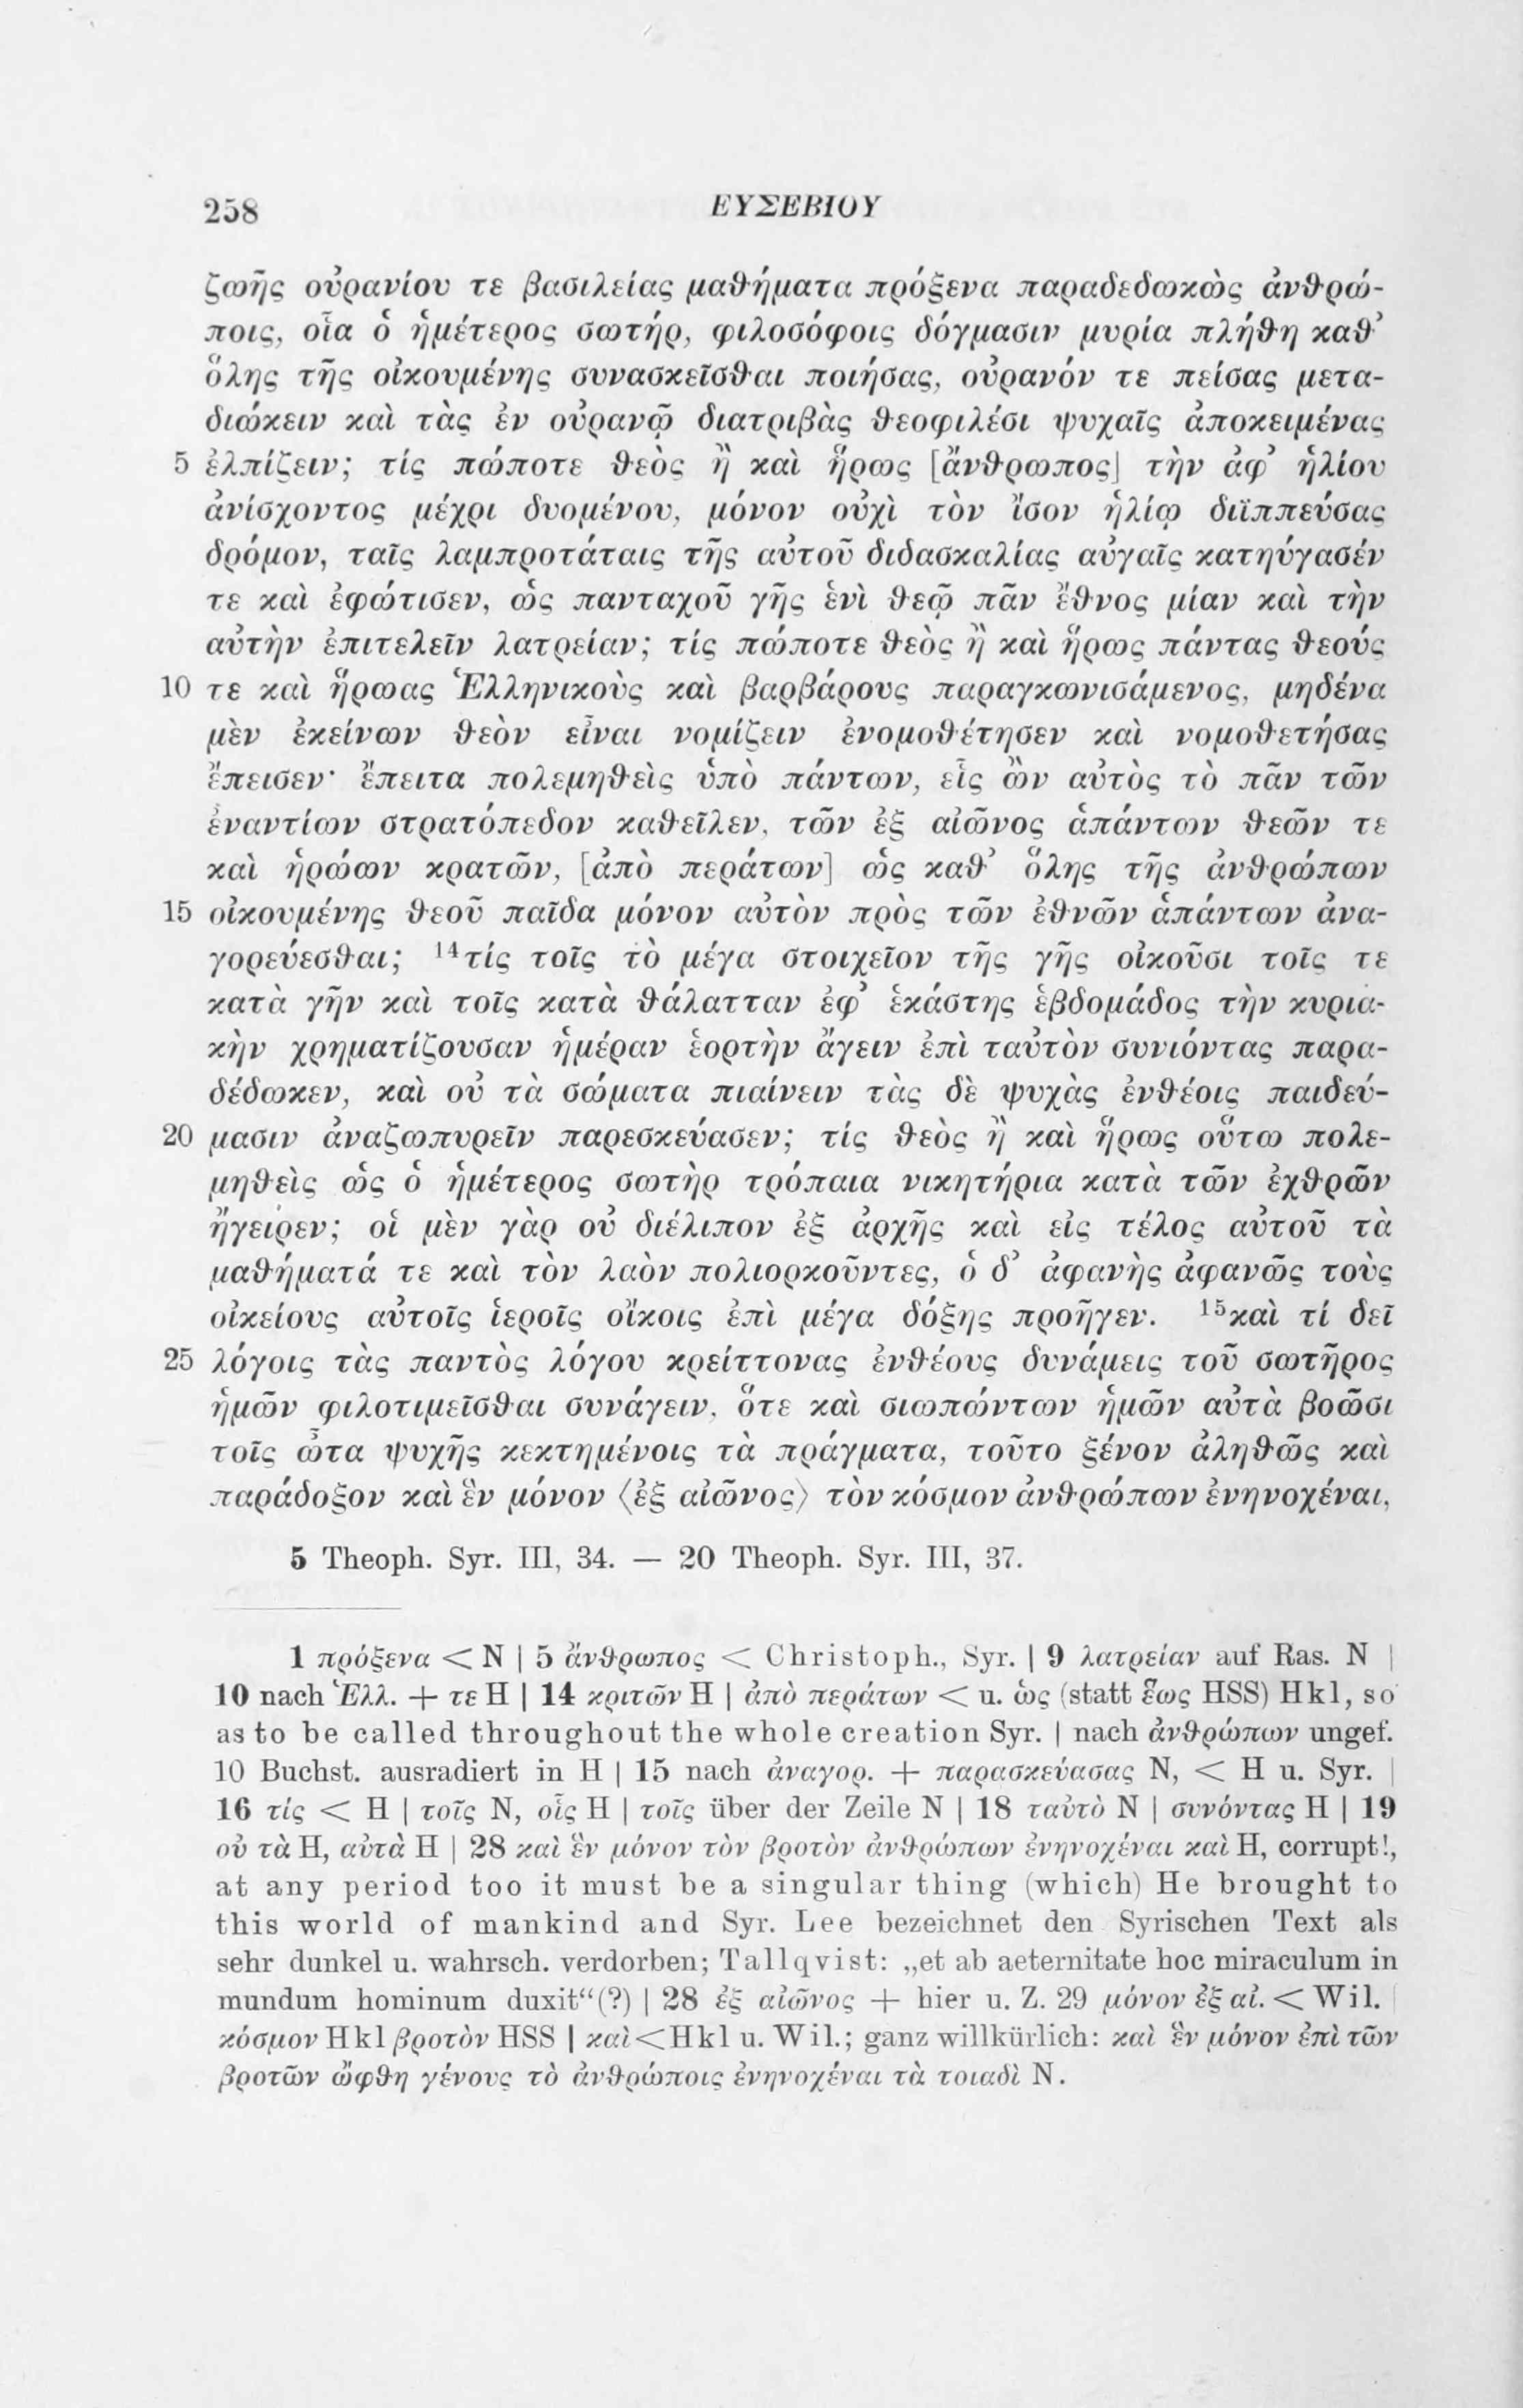 258 ΕΥΣΕΒΙΟΥ
ζωῆς οὐρανίου τε βασιλείας μαθήματα πρόξενα παραδεδωκὼς ἀνθρώ-
ποις, οἷα ὁ ἡμέτερος σωτήρ, φιλοσόφοις δόγμασιν μυρία πλήθη καθ’
ὅλης τῆς οἰκουμένης συνασκεῖσθαι ποιήσας, οὐρανόν τε πείσας μετα-
διώκειν καὶ τὰς ἐν οὐρανῷ διατριβὰς θεοφιλέσι ψυχαῖς ἀποκειμένας
5 ἐλπίζειν; τίς πώποτε θεὸς ἢ καὶ ἥρως [ἄνθρωπος] τὴν ἀφ’ ἡλίου
ἀνίσχοντος μέχρι δυομένου, μόνον οὐχὶ τὸν ἴσον ἡλίῳ διϊππεύσας
δρόμον, ταῖς λαμπροτάταις τῆς αὐτοῦ διδασκαλίας αὐγαῖς κατηύγασέν
τε καὶ ἐφώτισεν, ὡς πανταχοῦ γῆς ἑνὶ θεῷ πᾶν ἔθνος μίαν καὶ τὴν
αὐτὴν ἐπιτελεῖν λατρείαν; τίς πώποτε θεὸς ἢ καὶ ἥρως πάντας θεούς
10 τε καὶ ἥρωας Ἑλληνικοὺς καὶ βαρβάρους παραγκωνισάμενος, μηδένα
μὲν ἐκείνων θεὸν εἶναι νομίζειν ἐνομοθέτησεν καὶ νομοθετήσας
ἔπεισεν· ἔπειτα πολεμηθεὶς ὑπὸ πάντων, εἷς ὢν αὐτὸς τὸ πᾶν τῶν
ἐναντίων στρατόπεδον καθεῖλεν, τῶν ἐξ αἰῶνος ἁπάντων θεῶν τε
καὶ ἡρώων κρατῶν, [ἀπὸ περάτων] ὡς καθ’ ὅλης τῆς ἀνθρώπων
15 οἰκουμένης θεοῦ παῖδα μόνον αὐτὸν πρὸς τῶν ἐθνῶν ἁπάντων ἀνα-
γορεύεσθαι; ¹⁴τίς τοῖς τὸ μέγα στοιχεῖον τῆς γῆς οἰκοῦσι τοῖς τε
κατὰ γῆν καὶ τοῖς κατὰ θάλατταν ἐφ’ ἑκάστης ἑβδομάδος τὴν κυρια-
κὴν χρηματίζουσαν ἡμέραν ἑορτὴν ἄγειν ἐπὶ ταὐτὸν συνιόντας παρα-
δέδωκεν, καὶ οὐ τὰ σώματα πιαίνειν τὰς δὲ ψυχὰς ἐνθέοις παιδεύ-
20 μασιν ἀναζωπυρεῖν παρεσκεύασεν; τίς θεὸς ἢ καὶ ἥρως οὕτω πολε-
μηθεὶς ὡς ὁ ἡμέτερος σωτὴρ τρόπαια νικητήρια κατὰ τῶν ἐχθρῶν
ἤγειρεν; οἱ μὲν γὰρ οὐ διέλιπον ἐξ ἀρχῆς καὶ εἰς τέλος αὐτοῦ τὰ
μαθήματά τε καὶ τὸν λαὸν πολιορκοῦντες, ὁ δ’ ἀφανὴς ἀφανῶς τοὺς
οἰκείους αὐτοῖς ἱεροῖς οἴκοις ἐπὶ μέγα δόξης προῆγεν. ¹⁵καὶ τί δεῖ
25 λόγοις τὰς παντὸς λόγου κρείττονας ἐνθέους δυνάμεις τοῦ σωτῆρος
ἡμῶν φιλοτιμεῖσθαι συνάγειν, ὅτε καὶ σιωπώντων ἡμῶν αὐτὰ βοῶσι
τοῖς ὦτα ψυχῆς κεκτημένοις τὰ πράγματα, τοῦτο ξένον ἀληθῶς καὶ
παράδοξον καὶ ἓν μόνον ⟨ἐξ αἰῶνος⟩ τὸν κόσμον ἀνθρώπων ἐνηνοχέναι,
5 Theoph. Syr. III, 34. — 20 Theoph. Syr. III, 37.
1 πρόξενα < N | 5 ἄνθρωπος < Christoph., Syr. | 9 λατρείαν auf Ras. N |
10 nach Ἑλλ. + τε H | 14 κριτῶν H | ἀπὸ περάτων < u. ὡς (statt ἕως HSS) Hkl, so
as to be called throughout the whole creation Syr. | nach ἀνθρώπων ungef.
10 Buchst. ausradiert in H | 15 nach ἀναγορ. + παρασκεύασας N, < H u. Syr. |
16 τίς < H | τοῖς N, οἷς H | τοῖς über der Zeile N | 18 ταὐτὸ N | συνόντας H | 19
οὐ τὰ H, αὐτὰ H | 28 καὶ ἓν μόνον τὸν βροτὸν ἀνθρώπων ἐνηνοχέναι καὶ H, corrupt!,
at any period too it must be a singular thing (which) He brought to
this world of mankind and Syr. Lee bezeichnet den Syrischen Text als
sehr dunkel u. wahrsch. verdorben; Tallqvist: „et ab aeternitate hoc miraculum in
mundum hominum duxit“(?) | 28 ἐξ αἰῶνος + hier u. Z. 29 μόνον ἐξ αἰ. < Wil. |
κόσμον Hkl βροτὸν HSS | καὶ < Hkl u. Wil.; ganz willkürlich: καὶ ἓν μόνον ἐπὶ τῶν
βροτῶν ὤφθη γένους τὸ ἀνθρώποις ἐνηνοχέναι τὰ τοιαδὶ N.